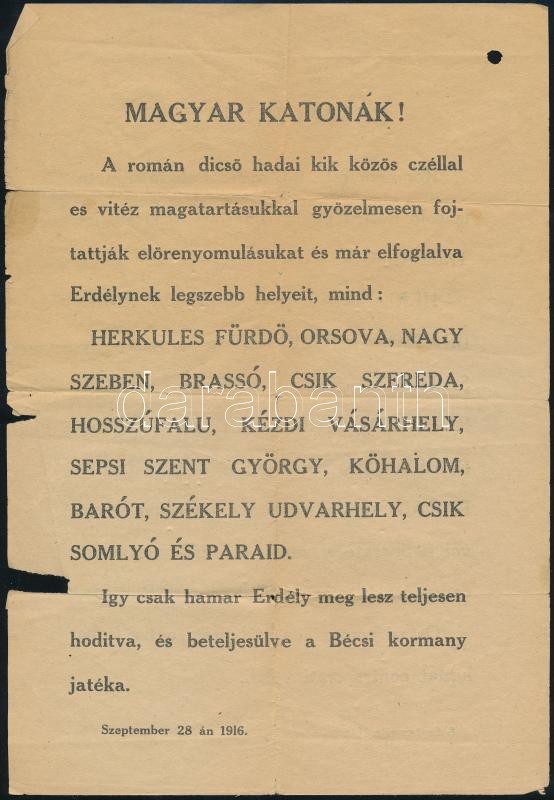 MAGYAR KATONÁK!
A román dicsö hadai kik közös czéllal
es vitéz magatartásukkal gyözelmesen foj-
tattják elörenyomulásukat és már elfoglalva
Erdélynek legszebb helyeit, mind:
HERKULES FÜRDÖ, ORSOVA, NAGY
SZEBEN, BRASSÓ, CSIK SZEREDA,
HOSSZÚFALU, KÉZDI VÁSÁRHELY,
SEPSI SZENT GYÖRGY, KÖHALOM,
BARÓT, SZÉKELY UDVARHELY, CSIK
SOMLYÓ ÉS PARAID.
Igy csak hamar Erdély meg lesz teljesen
hoditva, és beteljesülve a Bécsi kormany
jatéka.
Szeptember 28 án 1916.
darabanth